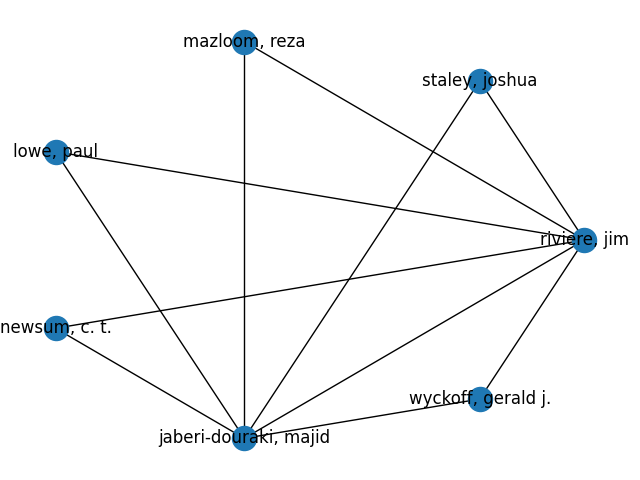 mazloom, reza
staley, joshua
lowe, paul
riviere, jim
newsum, c. t.
wyckoff, gerald j.
jaberi-douraki, majid